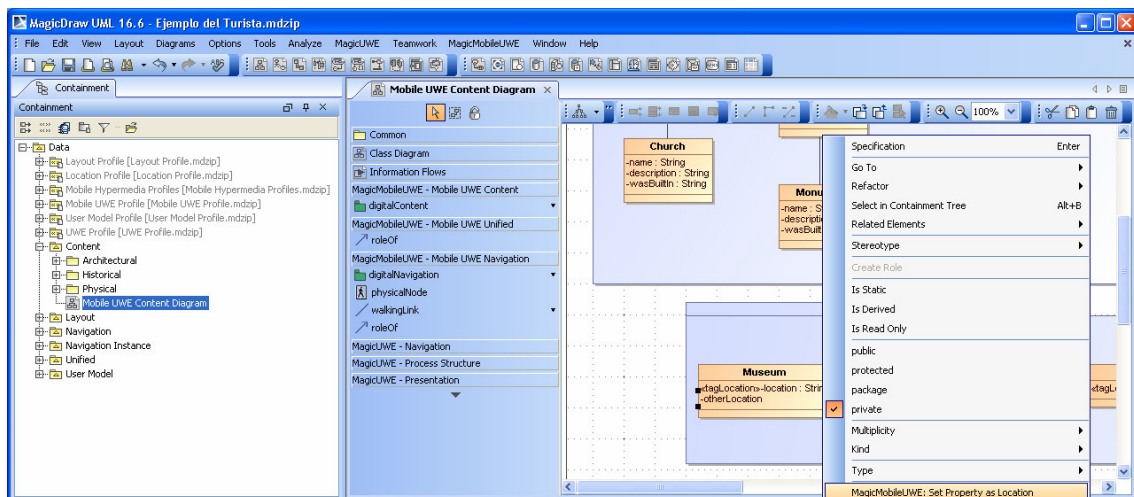 MagicDraw UML 16.6 - Ejemplo del Turista.mdzip
File Edit View Layout Diagrams Options Tools Analyze MagicUWE Teamwork MagicMobileUWE Window Help
Containment
Containment
Data
Layout Profile [Layout Profile.mdzip]
Location Profile [Location Profile.mdzip]
Mobile Hypermedia Profiles [Mobile Hypermedia Profiles.mdzip]
Mobile UWE Profile [Mobile UWE Profile.mdzip]
User Model Profile [User Model Profile.mdzip]
UWE Profile [UWE Profile.mdzip]
Content
Architectural
Historical
Physical
Mobile UWE Content Diagram
Layout
Navigation
Navigation Instance
Unified
User Model
Mobile UWE Content Diagram
100%
Common
Class Diagram
Information Flows
MagicMobileUWE - Mobile UWE Content
digitalContent
MagicMobileUWE - Mobile UWE Unified
roleOf
MagicMobileUWE - Mobile UWE Navigation
digitalNavigation
physicalNode
walkingLink
roleOf
MagicUWE - Navigation
MagicUWE - Process Structure
MagicUWE - Presentation
Church
-name : String
-description : String
-wasBuiltIn : String
Monu
-name : S
-descripti
-wasBuilt
Museum
«tagLocation»-location : Strin
-otherLocation
«tagL
Specification Enter
Go To
Refactor
Select in Containment Tree Alt+B
Related Elements
Stereotype
Create Role
Is Static
Is Derived
Is Read Only
public
protected
package
private
Multiplicity
Kind
Type
MagicMobileUWE: Set Property as Location